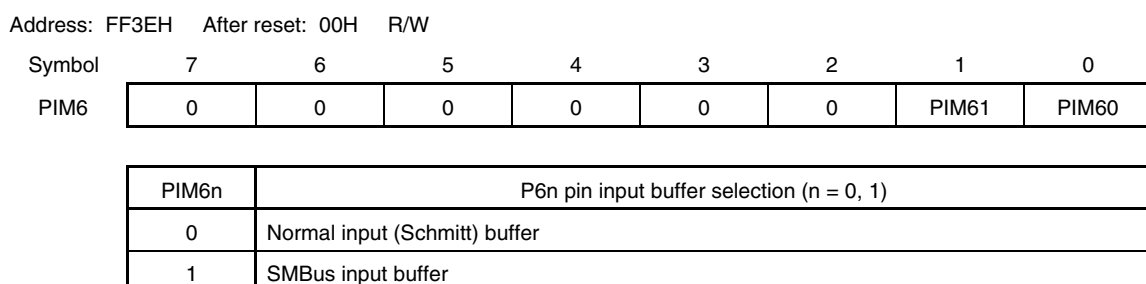 Address: FF3EH After reset: 00H R/W
Symbol 7 6 5 4 3 2 1 0
PIM6 0 0 0 0 0 0 PIM61 PIM60
PIM6n P6n pin input buffer selection (n = 0, 1)
0 Normal input (Schmitt) buffer
1 SMBus input buffer